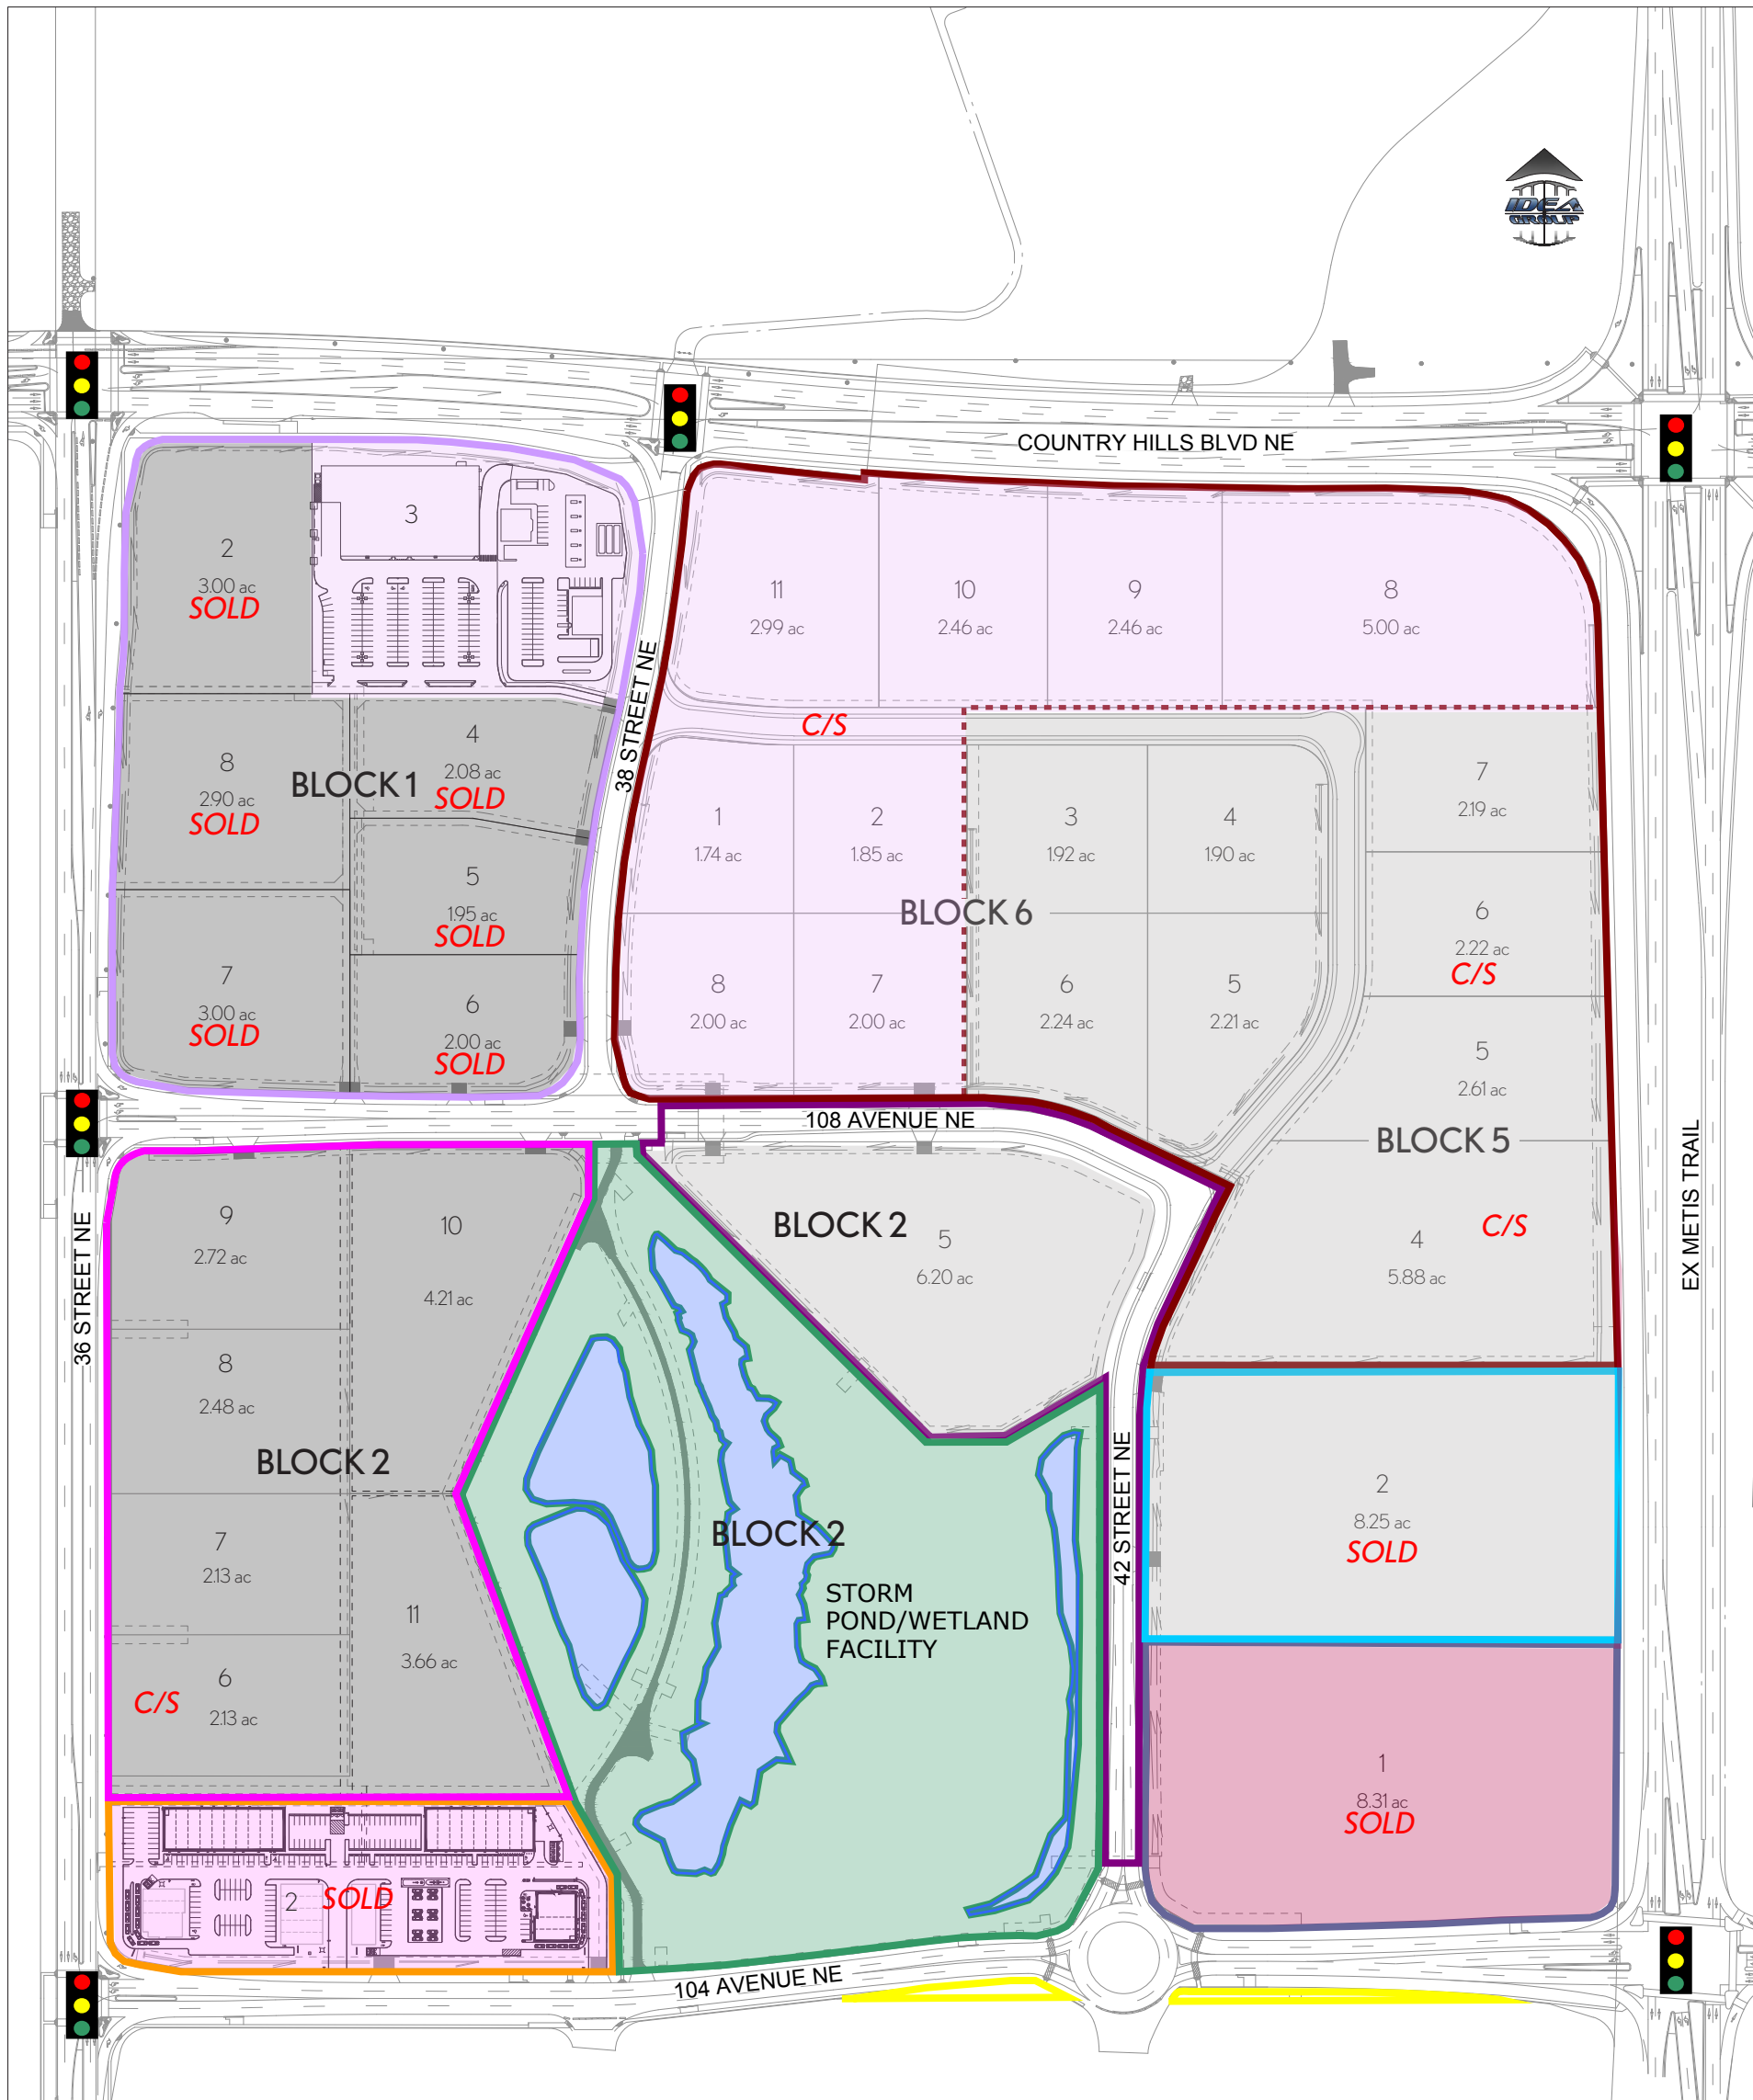 IDEA
GROUP
COUNTRY HILLS BLVD NE
2
3.00 ac
SOLD
3
8
2.90 ac
SOLD
BLOCK 1
4
2.08 ac
SOLD
5
1.95 ac
SOLD
7
3.00 ac
SOLD
6
2.00 ac
SOLD
38 STREET NE
11
2.99 ac
10
2.46 ac
9
2.46 ac
8
5.00 ac
C/S
1
1.74 ac
2
1.85 ac
3
1.92 ac
4
1.90 ac
BLOCK 6
8
2.00 ac
7
2.00 ac
6
2.24 ac
5
2.21 ac
7
2.19 ac
6
2.22 ac
C/S
5
2.61 ac
BLOCK 5
C/S
4
5.88 ac
EX METIS TRAIL
108 AVENUE NE
BLOCK 2
5
6.20 ac
36 STREET NE
9
2.72 ac
10
4.21 ac
8
2.48 ac
BLOCK 2
7
2.13 ac
11
3.66 ac
6
C/S
2.13 ac
BLOCK 2
STORM
POND/WETLAND
FACILITY
42 STREET NE
2
8.25 ac
SOLD
1
8.31 ac
SOLD
2
SOLD
104 AVENUE NE